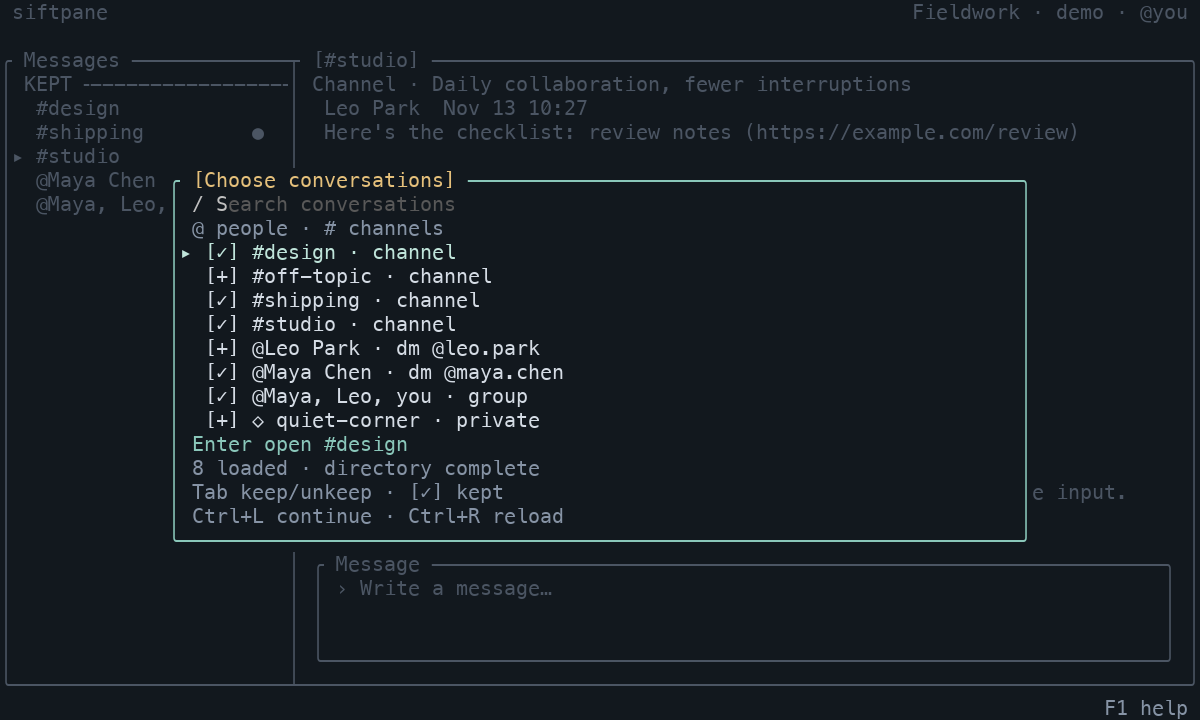 siftpane
Fieldwork · demo · @you
Messages
[#studio]
KEPT
Channel · Daily collaboration, fewer interruptions
#design
Leo Park  Nov 13 10:27
#shipping ●
Here's the checklist: review notes (https://example.com/review)
▸ #studio
@Maya Chen
@Maya, Leo,
[Choose conversations]
/ Search conversations
@ people · # channels
▸ [✓] #design · channel
[+] #off-topic · channel
[✓] #shipping · channel
[✓] #studio · channel
[+] @Leo Park · dm @leo.park
[✓] @Maya Chen · dm @maya.chen
[✓] @Maya, Leo, you · group
[+] ◇ quiet-corner · private
Enter open #design
8 loaded · directory complete
Tab keep/unkeep · [✓] kept
Ctrl+L continue · Ctrl+R reload
e input.
Message
› Write a message…
F1 help